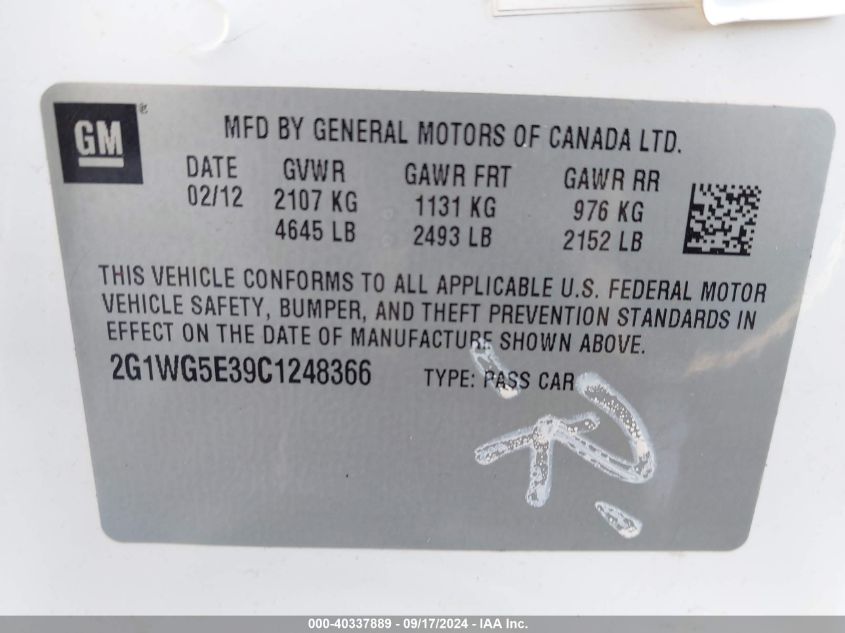 GM ®
MFD BY GENERAL MOTORS OF CANADA LTD.
DATE GVWR GAWR FRT GAWR RR
02/12 2107 KG 1131 KG 976 KG
4645 LB 2493 LB 2152 LB
THIS VEHICLE CONFORMS TO ALL APPLICABLE U.S. FEDERAL MOTOR
VEHICLE SAFETY, BUMPER, AND THEFT PREVENTION STANDARDS IN
EFFECT ON THE DATE OF MANUFACTURE SHOWN ABOVE.
2G1WG5E39C1248366 TYPE: PASS CAR
000-40337889 - 09/17/2024 - IAA Inc.